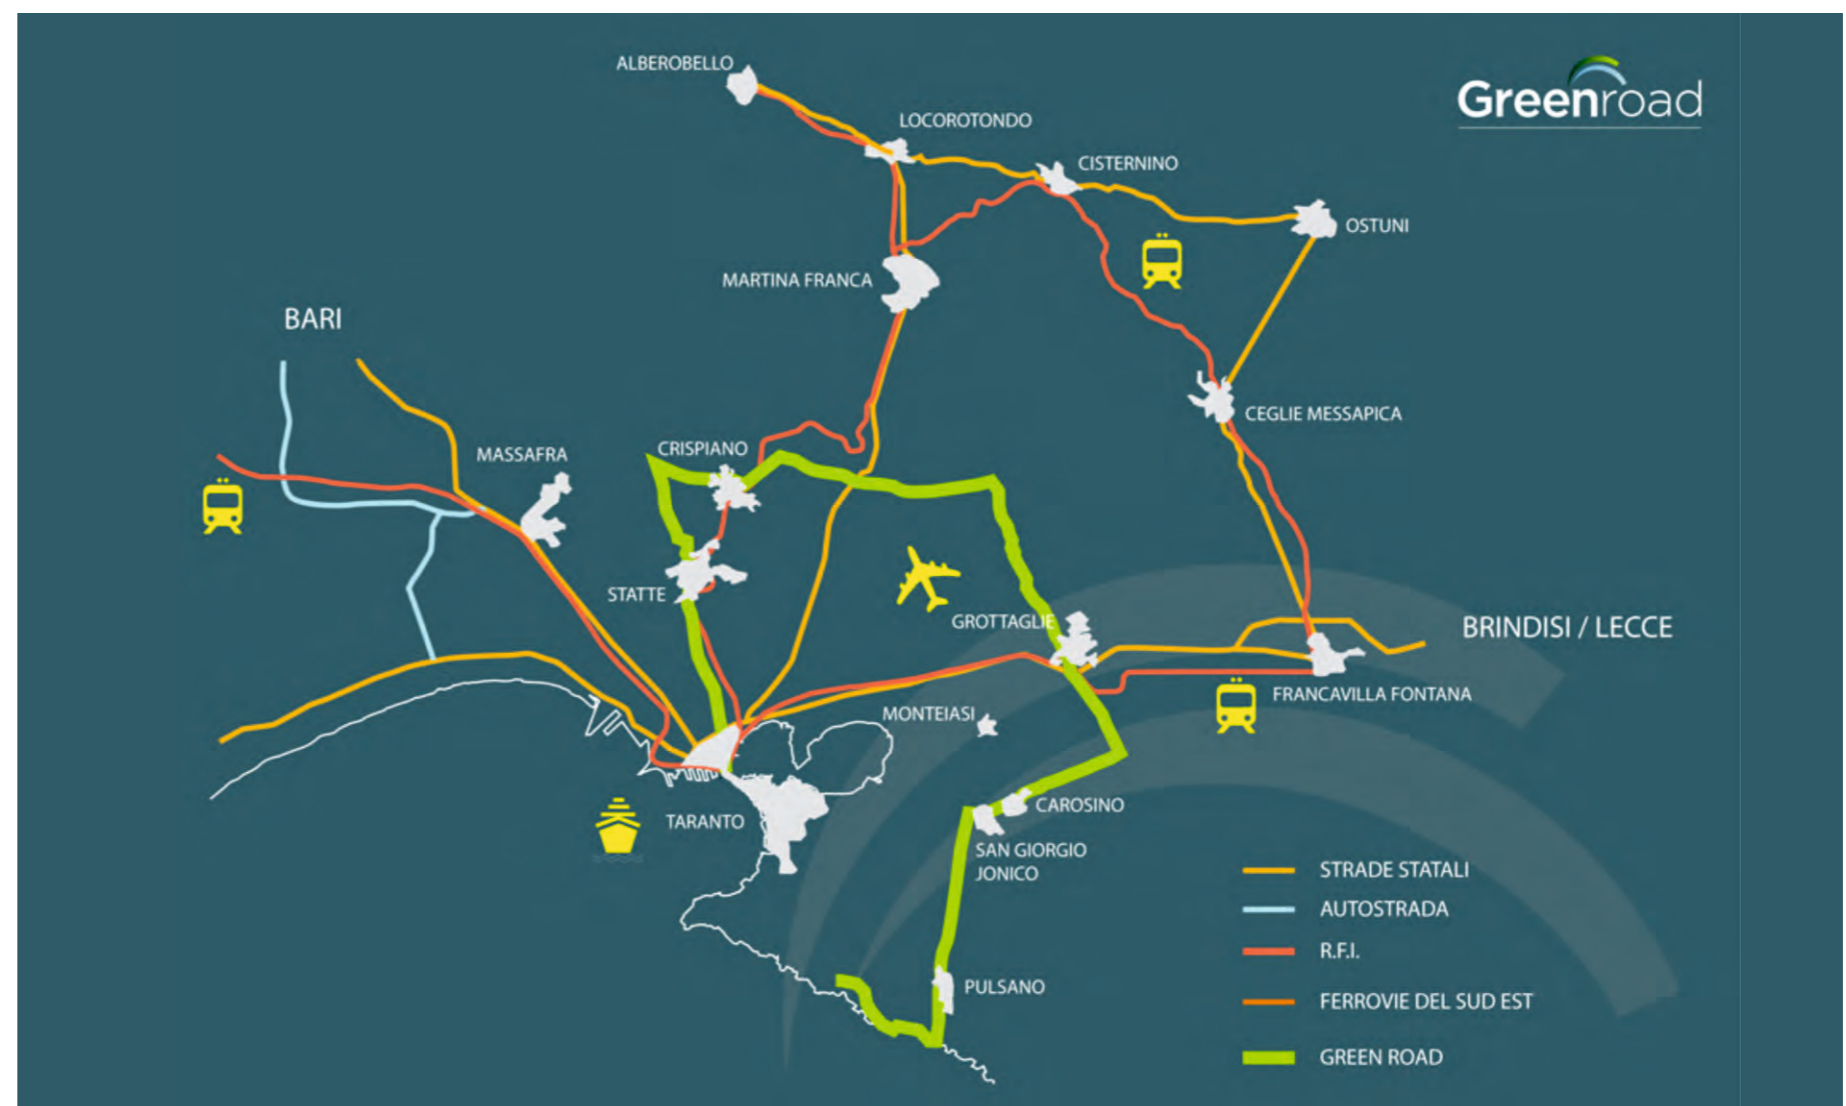 ALBEROBELLO
Greenroad
LOCOROTONDO
CISTERNINO
OSTUNI
MARTINA FRANCA
BARI
CEGLIE MESSAPICA
MASSAFRA
CRISPIANO
STATTE
GROTTAGLIE
BRINDISI / LECCE
FRANCAVILLA FONTANA
MONTEIASI
CAROSINO
TARANTO
SAN GIORGIO
JONICO
PULSANO
STRADE STATALI
AUTOSTRADA
R.F.I.
FERROVIE DEL SUD EST
GREEN ROAD